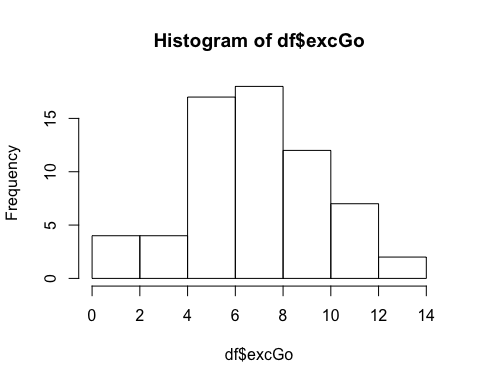 Histogram of df$excGo
Frequency
15
10
5
0
0 2 4 6 8 10 12 14
df$excGo